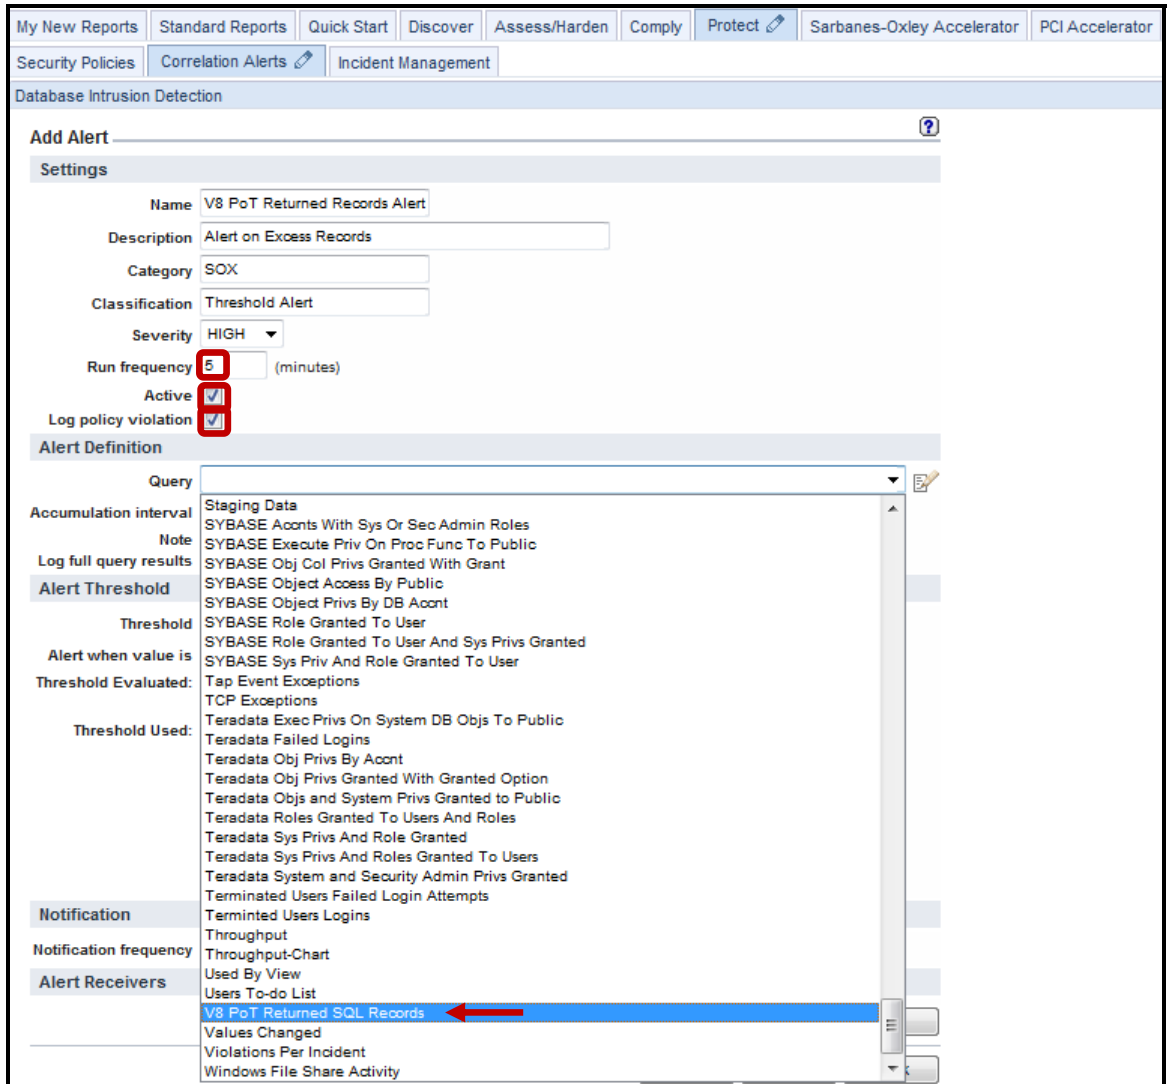 My New Reports Standard Reports Quick Start Discover Assess/Harden Comply Protect Sarbanes-Oxley Accelerator PCI Accelerator
Security Policies Correlation Alerts Incident Management
Database Intrusion Detection
Add Alert ?
Settings
Name V8 PoT Returned Records Alert
Description Alert on Excess Records
Category SOX
Classification Threshold Alert
Severity HIGH
Run frequency 5 (minutes)
Active
Log policy violation
Alert Definition
Query
Accumulation interval
Note
Log full query results
Alert Threshold
Threshold
Alert when value is
Threshold Evaluated:
Threshold Used:
Notification
Notification frequency
Alert Receivers
Staging Data
SYBASE Accnts With Sys Or Sec Admin Roles
SYBASE Execute Priv On Proc Func To Public
SYBASE Obj Col Privs Granted With Grant
SYBASE Object Access By Public
SYBASE Object Privs By DB Accnt
SYBASE Role Granted To User
SYBASE Role Granted To User And Sys Privs Granted
SYBASE Sys Priv And Role Granted To User
Tap Event Exceptions
TCP Exceptions
Teradata Exec Privs On System DB Objs To Public
Teradata Failed Logins
Teradata Obj Privs By Accnt
Teradata Obj Privs Granted With Granted Option
Teradata Objs and System Privs Granted to Public
Teradata Roles Granted To Users And Roles
Teradata Sys Privs And Role Granted
Teradata Sys Privs And Roles Granted To Users
Teradata System and Security Admin Privs Granted
Terminated Users Failed Login Attempts
Terminted Users Logins
Throughput
Throughput-Chart
Used By View
Users To-do List
V8 PoT Returned SQL Records
Values Changed
Violations Per Incident
Windows File Share Activity